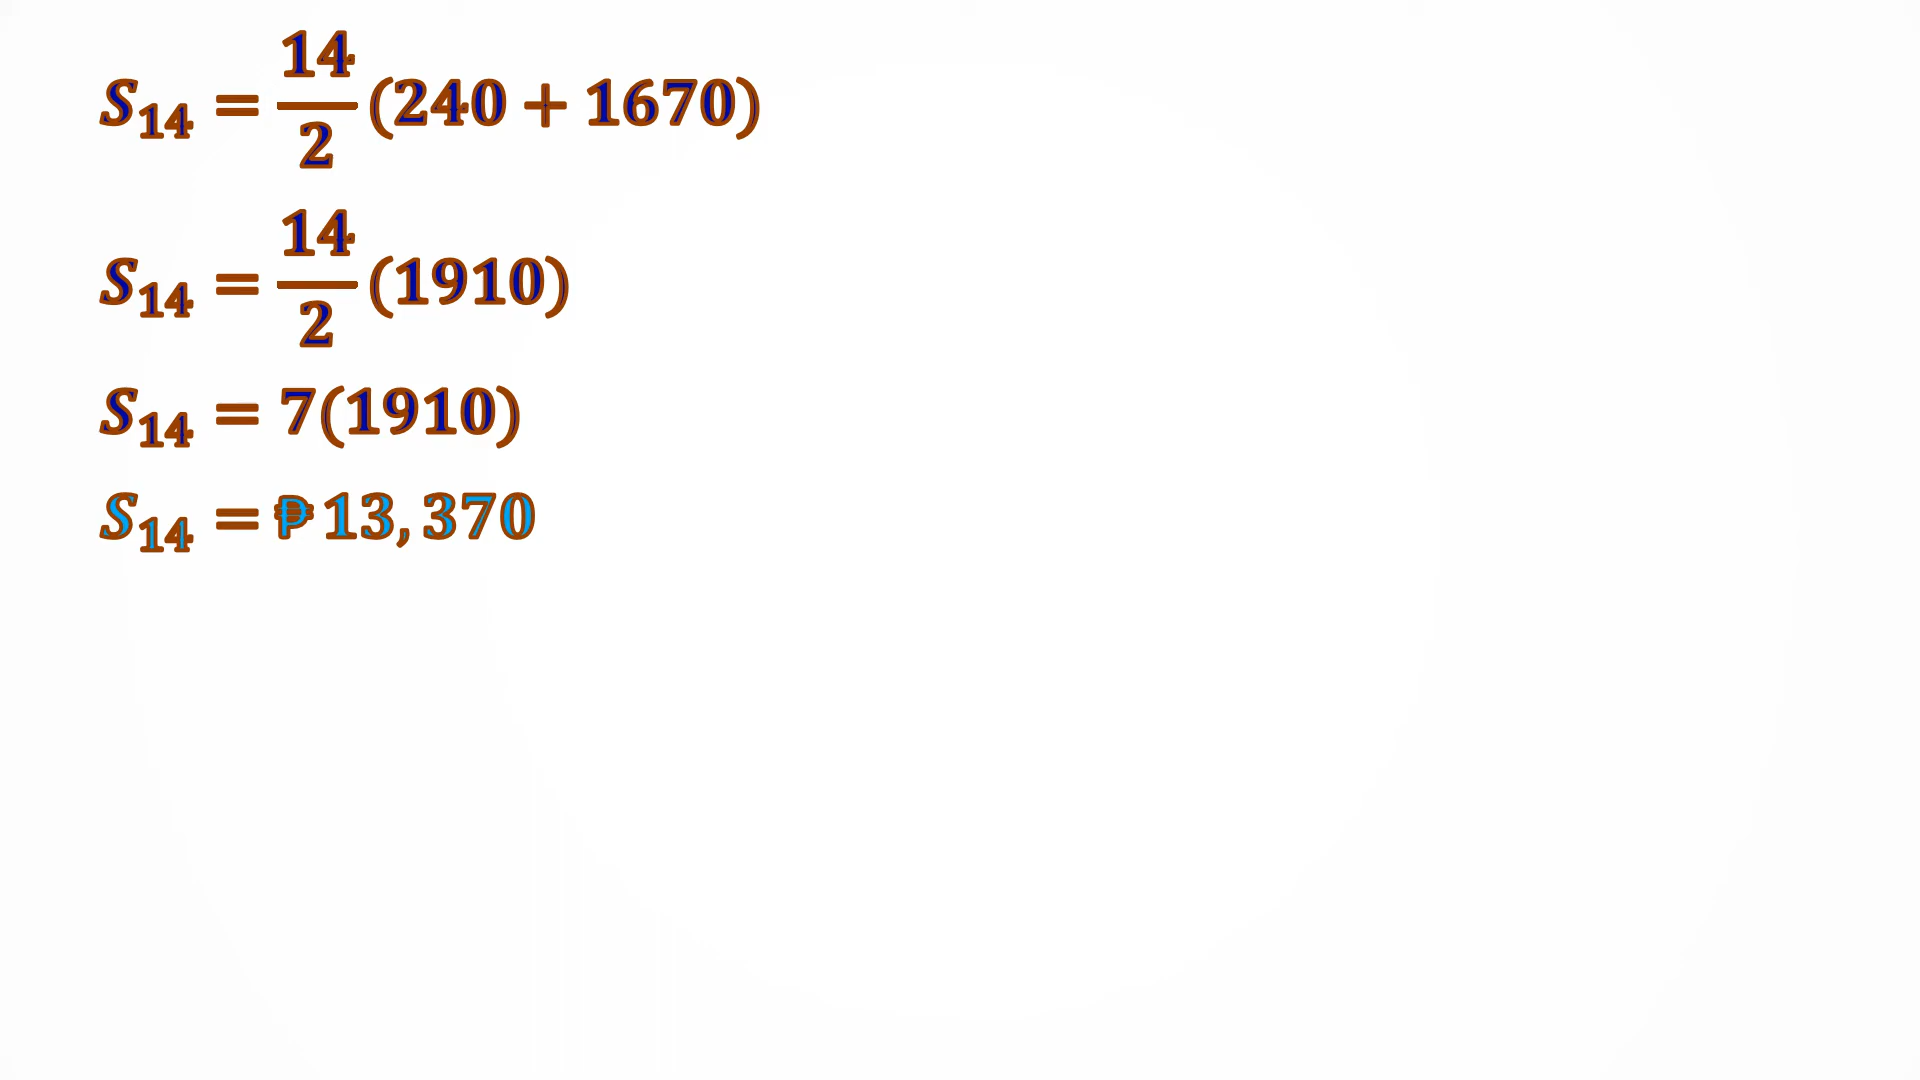 S₁₄ = 14/2 (240 + 1670)
S₁₄ = 14/2 (1910)
S₁₄ = 7(1910)
S₁₄ = ₱13,370